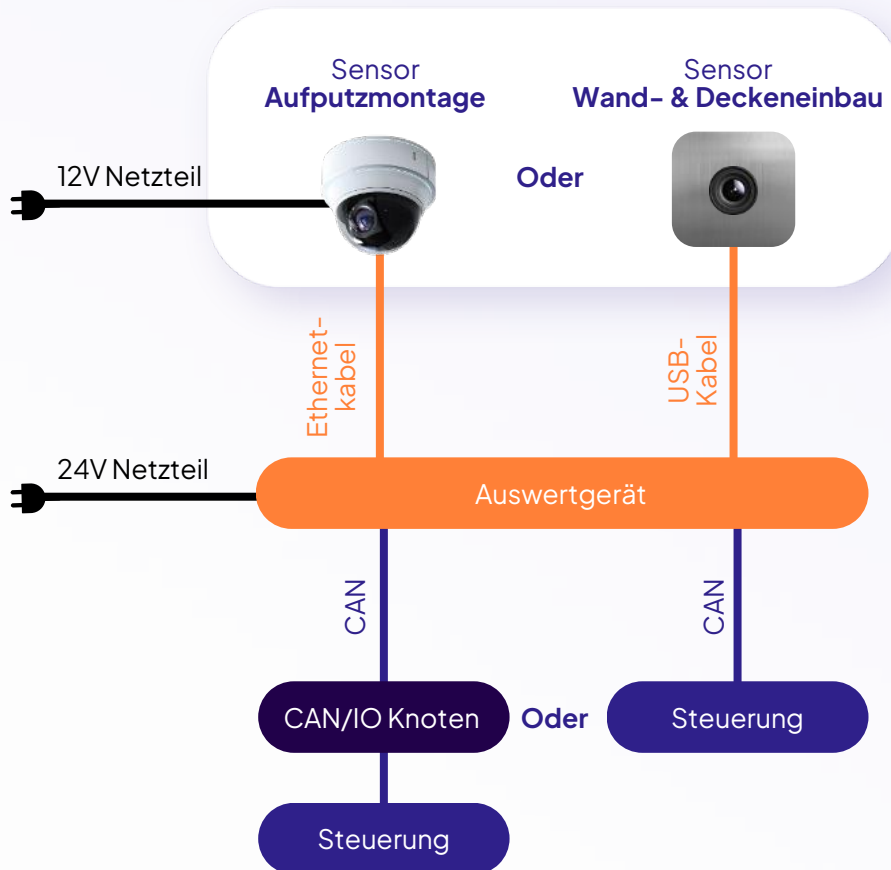 Sensor
Aufputzmontage
Sensor
Wand- & Deckeneinbau
12V Netzteil
Oder
Ethernet-
kabel
USB-
Kabel
24V Netzteil
Auswertgerät
CAN
CAN
CAN/IO Knoten
Oder
Steuerung
Steuerung